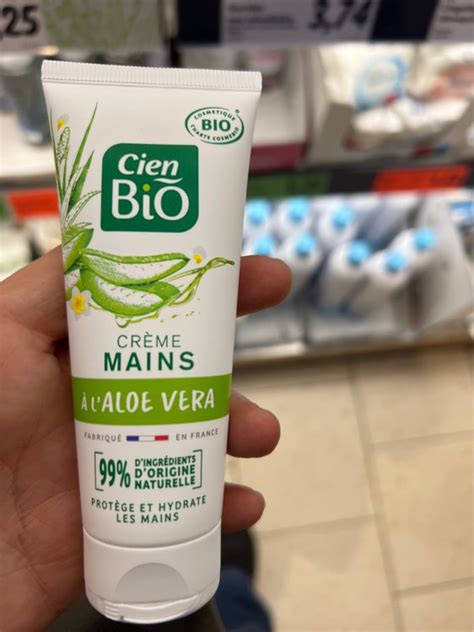 ,25
3,74
COSMETIQUE
BIO
CHARTE COSMEBIO
Cien
BIO
CRÈME
MAINS
À L'ALOE VERA
FABRIQUÉ EN FRANCE
99% D'INGRÉDIENTS
D'ORIGINE
NATURELLE
PROTÈGE ET HYDRATE
LES MAINS